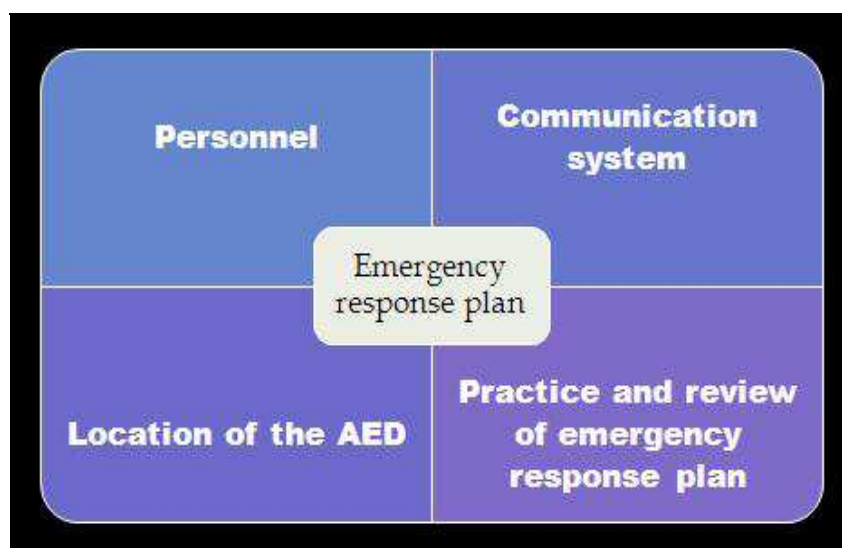 Personnel
Communication
system
Emergency
response plan
Location of the AED
Practice and review
of emergency
response plan